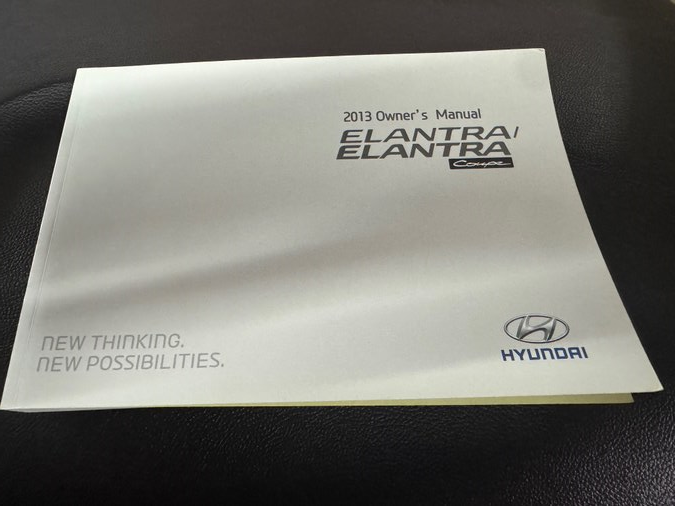 2013 Owner's Manual
ELANTRA/
ELANTRA
Coupe
NEW THINKING.
NEW POSSIBILITIES.
HYUNDAI